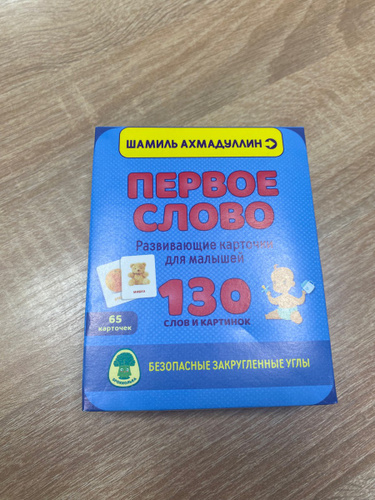 ШАМИЛЬ АХМАДУЛЛИН
ПЕРВОЕ
СЛОВО
Развивающие карточки
для малышей
130
СЛОВ И КАРТИНОК
65
карточек
БЕЗОПАСНЫЕ ЗАКРУГЛЕННЫЕ УГЛЫ